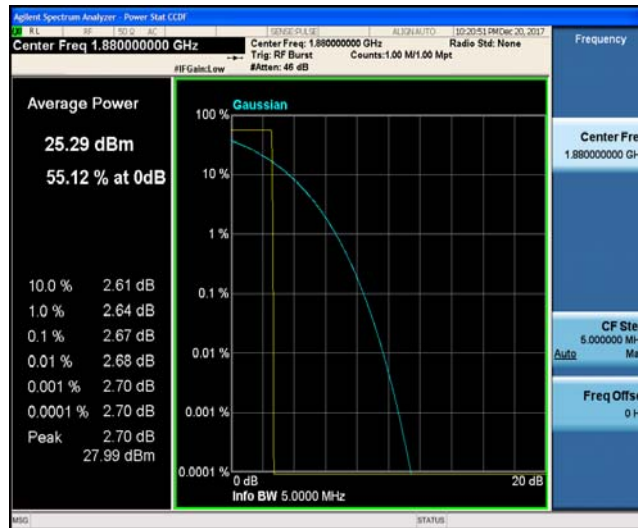 Agilent Spectrum Analyzer - Power Stat CCDF
RL RF 50 Ω AC SENSE:PULSE ALIGN AUTO 10:20:51 PM Dec 20, 2017
Center Freq 1.880000000 GHz
Center Freq: 1.880000000 GHz
Radio Std: None
Trig: RF Burst
Counts:1.00 M/1.00 Mpt
#IFGain:Low
#Atten: 46 dB
Frequency
Average Power
25.29 dBm
55.12 % at 0dB
10.0 % 2.61 dB
1.0 % 2.64 dB
0.1 % 2.67 dB
0.01 % 2.68 dB
0.001 % 2.70 dB
0.0001 % 2.70 dB
Peak 2.70 dB
27.99 dBm
Gaussian
100 %
10 %
1 %
0.1 %
0.01 %
0.001 %
0.0001 %
0 dB
20 dB
Info BW 5.0000 MHz
Center Fre
1.880000000 GH
CF Ste
5.000000 MH
Auto Ma
Freq Offse
0 H
MSG
STATUS